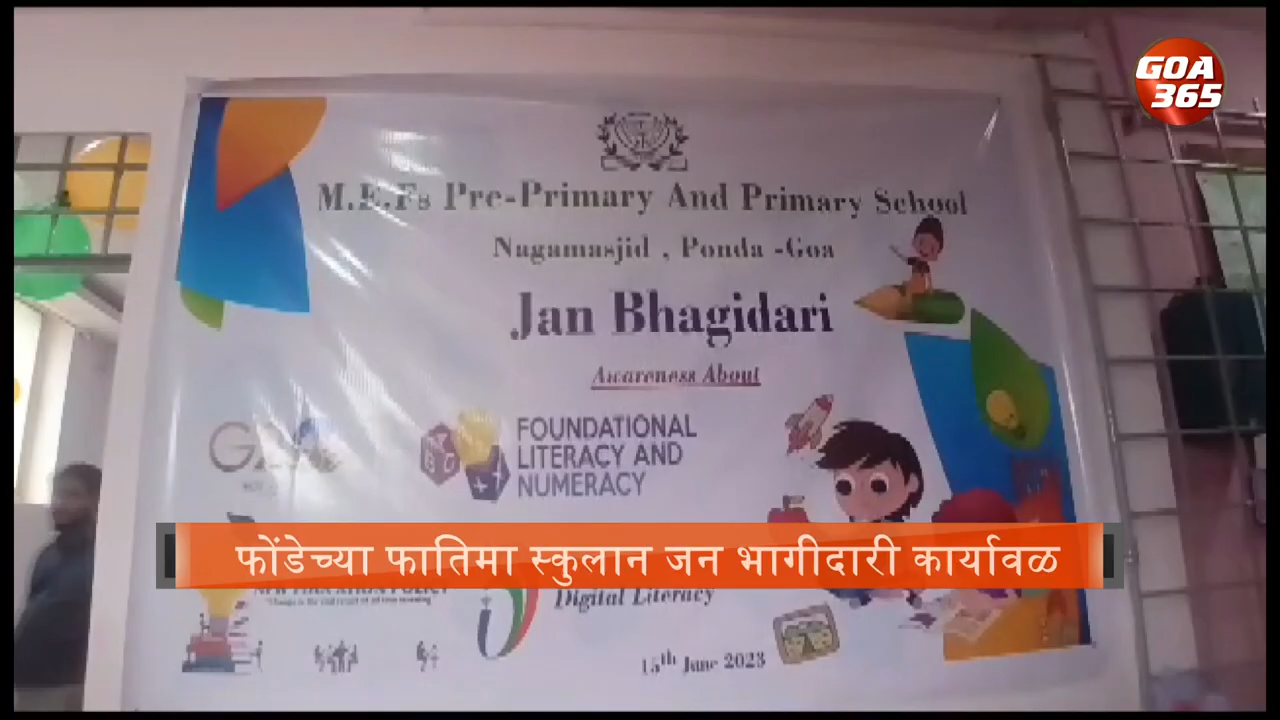 GOA
365
M.E.Fs Pre-Primary And Primary School
Nagamasjid , Ponda -Goa
Jan Bhagidari
Awareness About
FOUNDATIONAL
LITERACY AND
NUMERACY
फोंडेच्या फातिमा स्कुलान जन भागीदारी कार्यावळ
Digital Literacy
15th June 2023